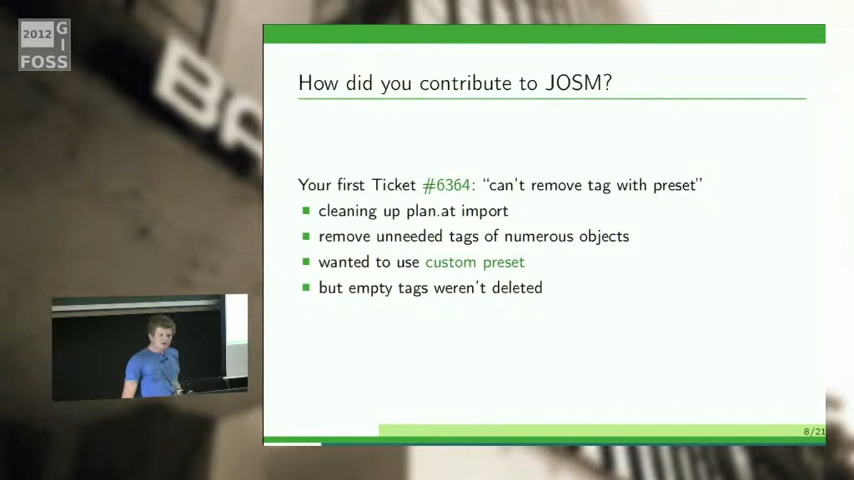 2012
G
I
FOSS
BA
How did you contribute to JOSM?
Your first Ticket #6364: “can't remove tag with preset”
cleaning up plan.at import
remove unneeded tags of numerous objects
wanted to use custom preset
but empty tags weren't deleted
8/21